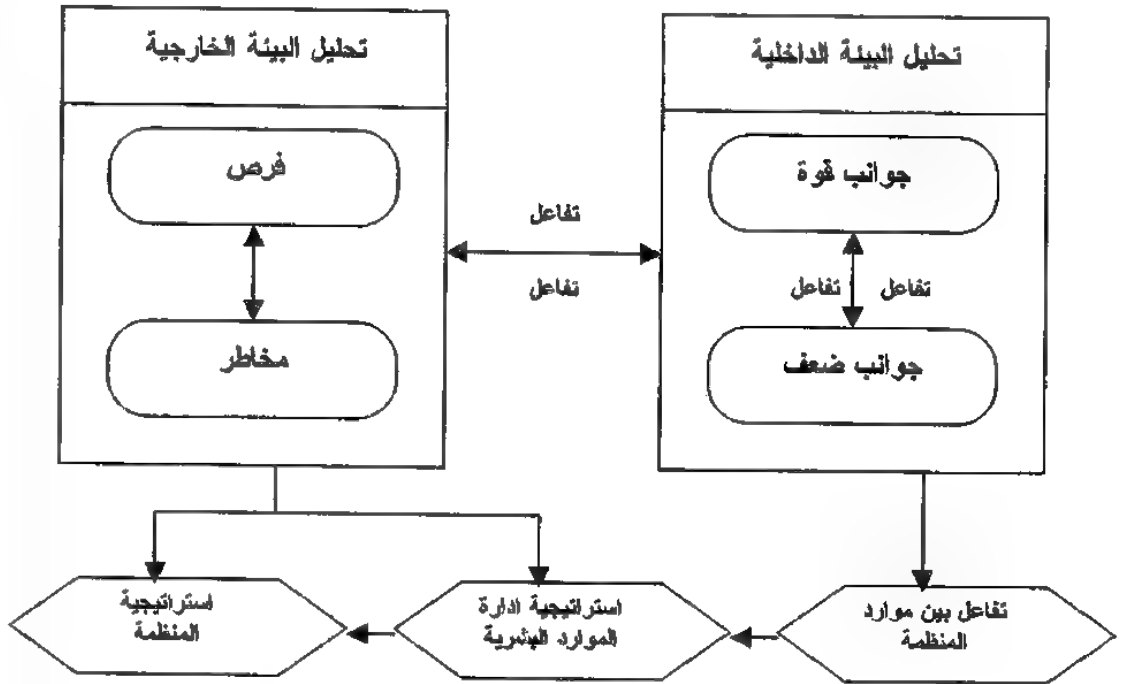 تحليل البيئة الداخلية
جوانب قوة
تفاعل تفاعل
جوانب ضعف
تفاعل
تفاعل
تحليل البيئة الخارجية
فرص
مخاطر
تفاعل بين موارد
المنظمة
استراتيجية ادارة
الموارد البشرية
استراتيجية
المنظمة